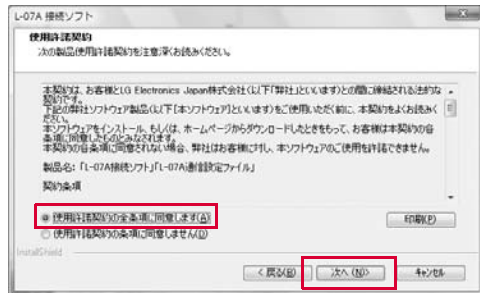 L-07A 接続ソフト
使用許諾契約
次の製品使用許諾契約を注意深くお読みください。
本契約は、お客様とLG Electronics Japan株式会社(以下「弊社」といいます)との間に締結される法的な
契約です。
下記の弊社ソフトウェア製品(以下「本ソフトウェア」といいます)をご使用いただく前に、本契約をよくお読みく
ださい。
本ソフトウェアをインストール、もしくは、ホームページからダウンロードしたときをもって、お客様は本契約の各
条項に同意したものとみなされます。
本契約の各条項に同意されない場合、弊社はお客様に対し、本ソフトウェアのご使用を許諾できません。
製品名:「L-07A接続ソフト」「L-07A通信設定ファイル」
契約条項
使用許諾契約の全条項に同意します(A)
印刷(P)
使用許諾契約の条項に同意しません(D)
InstallShield
< 戻る(B)
次へ(N)>
キャンセル